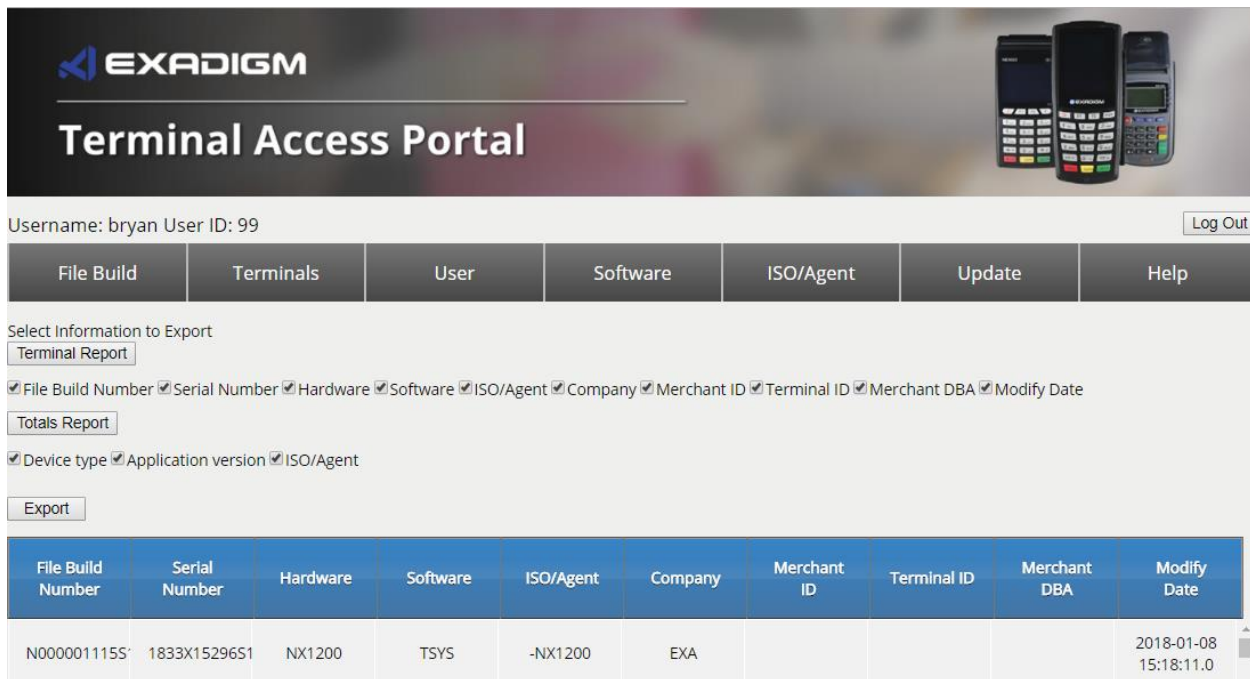 EXADIGM
Terminal Access Portal
Username: bryan User ID: 99
Log Out
File Build Terminals User Software ISO/Agent Update Help
Select Information to Export
Terminal Report
File Build Number Serial Number Hardware Software ISO/Agent Company Merchant ID Terminal ID Merchant DBA Modify Date
Totals Report
Device type Application version ISO/Agent
Export
File Build Number Serial Number Hardware Software ISO/Agent Company Merchant ID Terminal ID Merchant DBA Modify Date
N000001115S 1833X15296S1 NX1200 TSYS -NX1200 EXA 2018-01-08
15:18:11.0